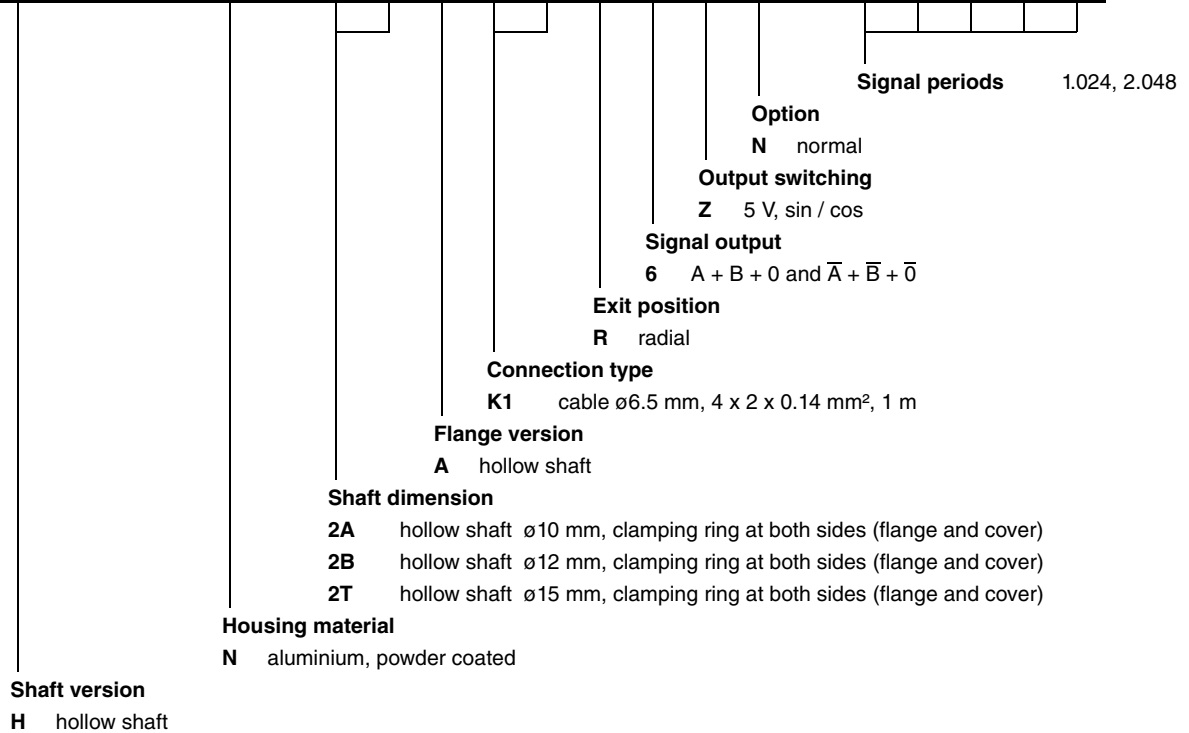 Signal periods 1.024, 2.048
Option
N normal
Output switching
Z 5 V, sin / cos
Signal output
6 A + B + 0 and A̅ + B̅ + 0̅
Exit position
R radial
Connection type
K1 cable ø6.5 mm, 4 x 2 x 0.14 mm², 1 m
Flange version
A hollow shaft
Shaft dimension
2A hollow shaft ø10 mm, clamping ring at both sides (flange and cover)
2B hollow shaft ø12 mm, clamping ring at both sides (flange and cover)
2T hollow shaft ø15 mm, clamping ring at both sides (flange and cover)
Housing material
N aluminium, powder coated
Shaft version
H hollow shaft